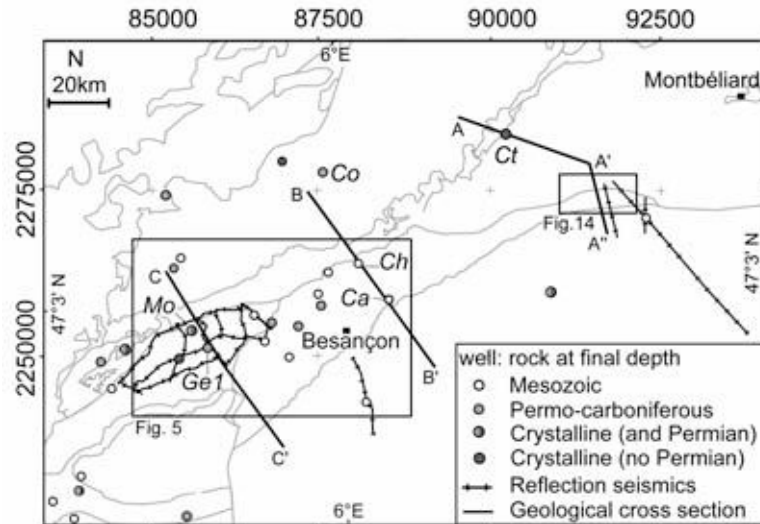 85000 87500 90000 92500
N
20km
6°E
Montbéliard
A
Ct
A'
Co
B
2275000
Fig.14
A"
47°3' N
47°3' N
C
Ch
Mo
Ca
Besançon
2250000
Ge1
B'
Fig. 5
C'
6°E
well: rock at final depth
Mesozoic
Permo-carboniferous
Crystalline (and Permian)
Crystalline (no Permian)
Reflection seismics
Geological cross section